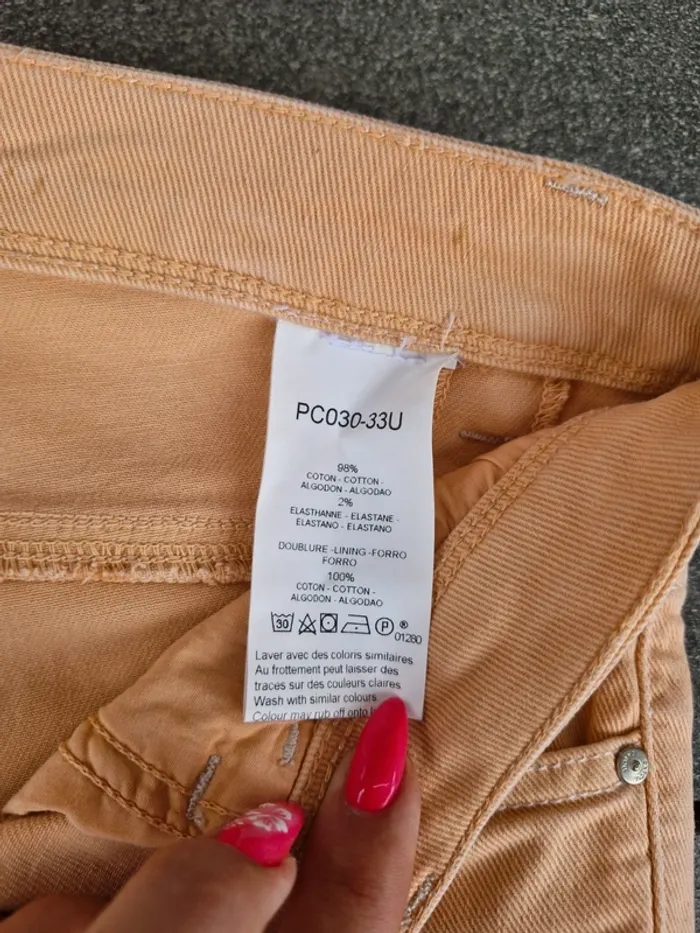 PC030-33U
98%
COTON - COTTON -
ALGODON - ALGODAO
2%
ELASTHANNE - ELASTANE -
ELASTANO - ELASTANO
DOUBLURE -LINING -FORRO
FORRO
100%
COTON - COTTON -
ALGODON - ALGODAO
30 P ® 01280
Laver avec des coloris similaires
Au frottement peut laisser des
traces sur des couleurs claires
Wash with similar colours
Colour may rub off onto